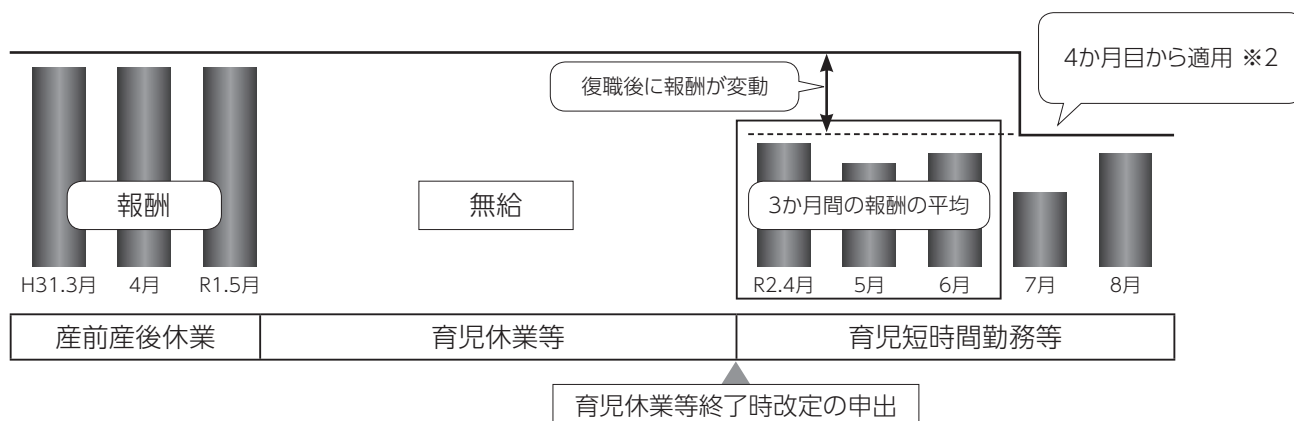 4か月目から適用 ※2
復職後に報酬が変動
報酬
無給
3か月間の報酬の平均
H31.3月 4月 R1.5月 R2.4月 5月 6月 7月 8月
産前産後休業 育児休業等 育児短時間勤務等
育児休業等終了時改定の申出